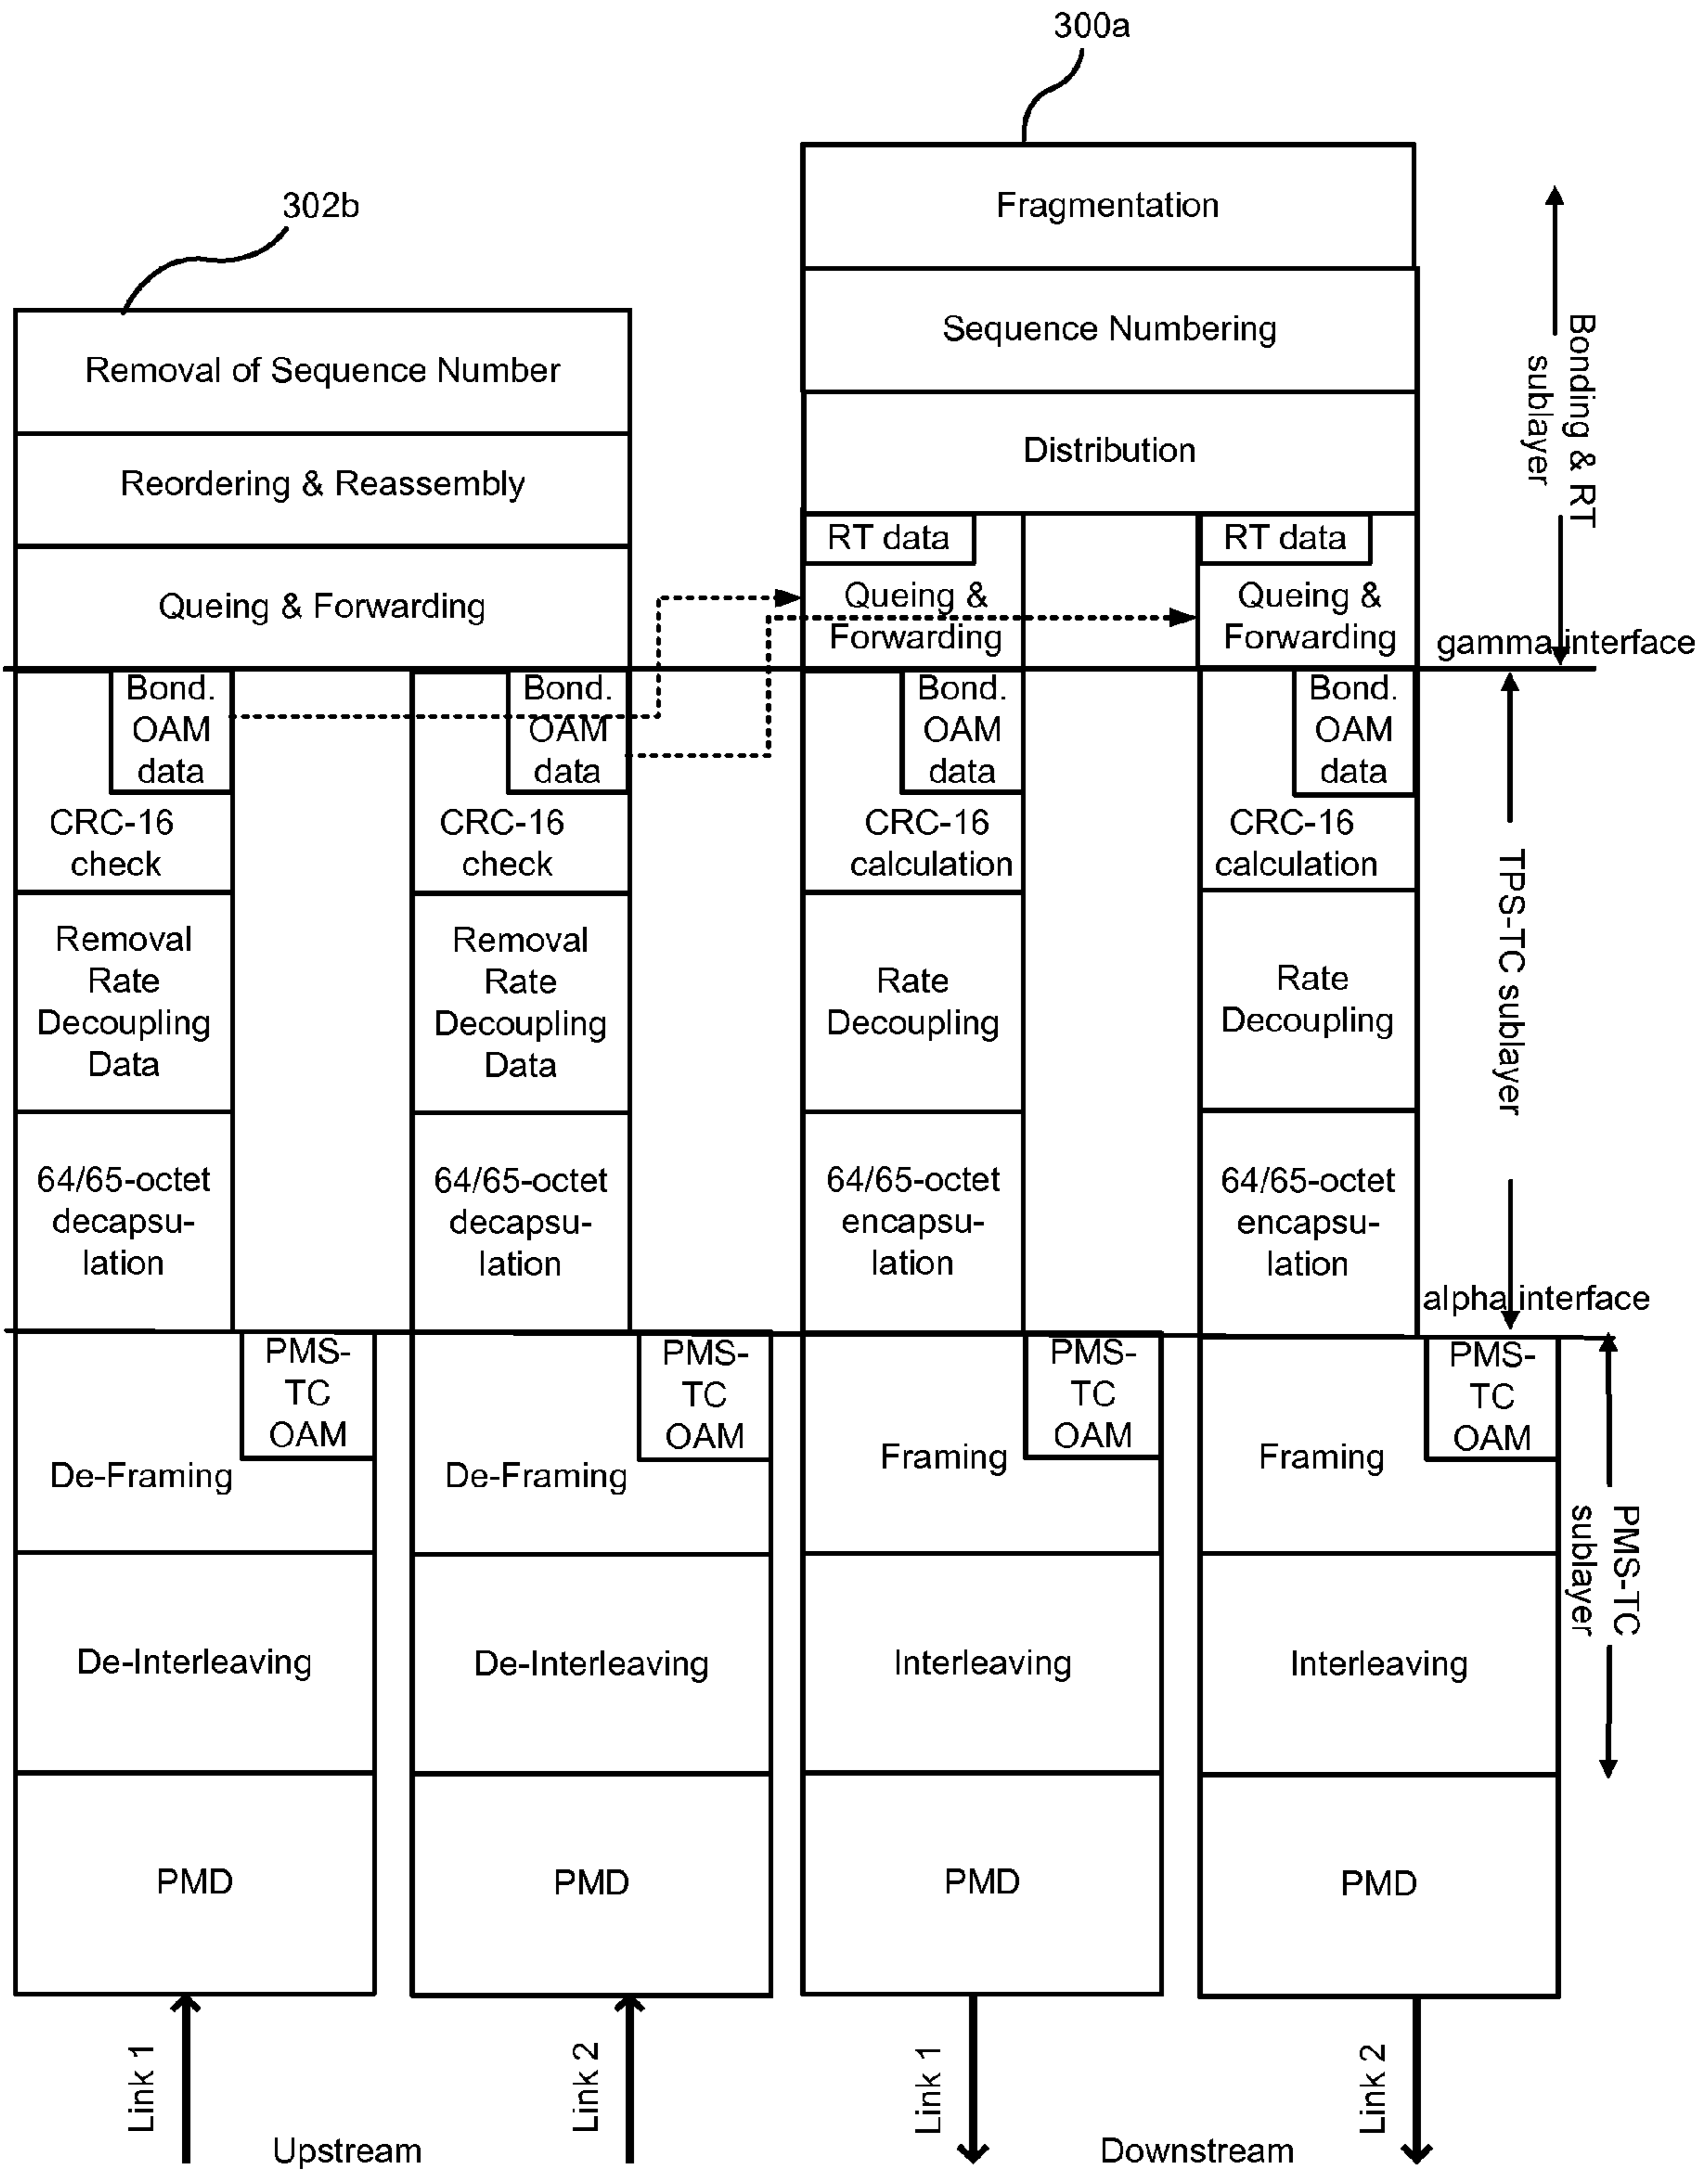 300a
302b
Fragmentation
Sequence Numbering
Distribution
Bonding & RT
sublayer
Removal of Sequence Number
Reordering & Reassembly
Queing & Forwarding
RT data
Queing &
Forwarding
RT data
Queing &
Forwarding
gamma interface
Bond.
OAM
data
CRC-16
check
Bond.
OAM
data
CRC-16
check
Bond.
OAM
data
CRC-16
calculation
Bond.
OAM
data
CRC-16
calculation
TPS-TC sublayer
Removal
Rate
Decoupling
Data
Removal
Rate
Decoupling
Data
Rate
Decoupling
Rate
Decoupling
64/65-octet
decapsu-
lation
64/65-octet
decapsu-
lation
64/65-octet
encapsu-
lation
64/65-octet
encapsu-
lation
alpha interface
PMS-
TC
OAM
De-Framing
PMS-
TC
OAM
De-Framing
PMS-
TC
OAM
Framing
PMS-
TC
OAM
Framing
PMS-TC
sublayer
De-Interleaving
De-Interleaving
Interleaving
Interleaving
PMD
PMD
PMD
PMD
Link 1
Link 2
Link 1
Link 2
Upstream
Downstream